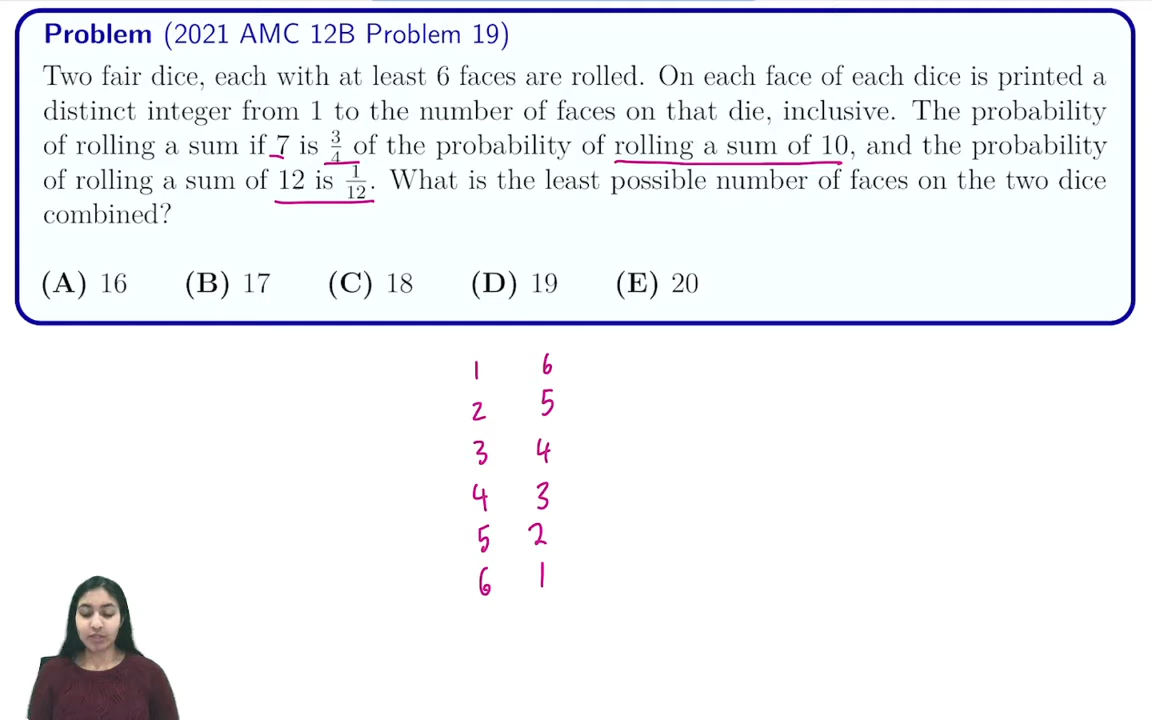 Problem (2021 AMC 12B Problem 19)
Two fair dice, each with at least 6 faces are rolled. On each face of each dice is printed a
distinct integer from 1 to the number of faces on that die, inclusive. The probability
of rolling a sum if 7 is 3/4 of the probability of rolling a sum of 10, and the probability
of rolling a sum of 12 is 1/12. What is the least possible number of faces on the two dice
combined?
(A) 16 (B) 17 (C) 18 (D) 19 (E) 20
1 6
2 5
3 4
4 3
5 2
6 1